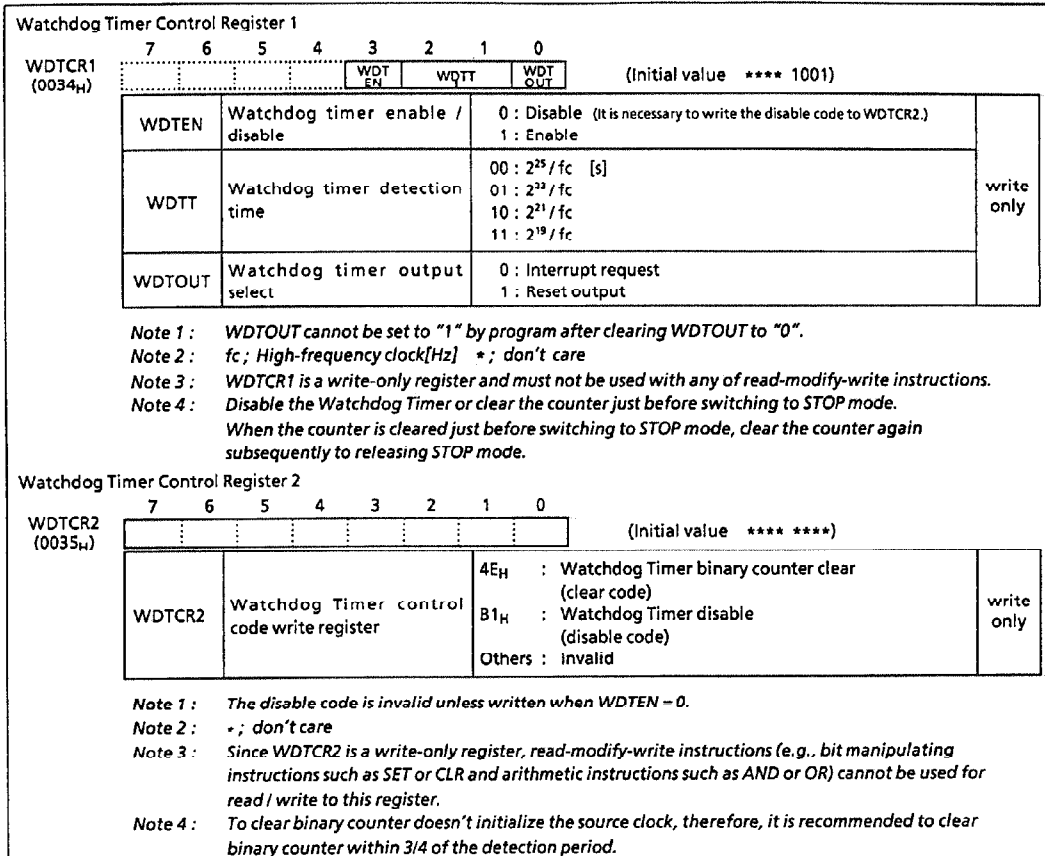 Watchdog Timer Control Register 1
7 6 5 4 3 2 1 0
WDTCR1
(0034H)
WDT
EN
WDTT
WDT
OUT
(Initial value **** 1001)
WDTEN
Watchdog timer enable /
disable
0 : Disable (It is necessary to write the disable code to WDTCR2.)
1 : Enable
WDTT
Watchdog timer detection
time
00 : 2²⁵/fc [s]
01 : 2²³/fc
10 : 2²¹/fc
11 : 2¹⁹/fc
WDTOUT
Watchdog timer output
select
0 : Interrupt request
1 : Reset output
write
only
Note 1 : WDTOUT cannot be set to "1" by program after clearing WDTOUT to "0".
Note 2 : fc ; High-frequency clock[Hz] * ; don't care
Note 3 : WDTCR1 is a write-only register and must not be used with any of read-modify-write instructions.
Note 4 : Disable the Watchdog Timer or clear the counter just before switching to STOP mode.
When the counter is cleared just before switching to STOP mode, clear the counter again
subsequently to releasing STOP mode.
Watchdog Timer Control Register 2
7 6 5 4 3 2 1 0
WDTCR2
(0035H)
(Initial value **** ****)
WDTCR2
Watchdog Timer control
code write register
4EH : Watchdog Timer binary counter clear
(clear code)
B1H : Watchdog Timer disable
(disable code)
Others : Invalid
write
only
Note 1 : The disable code is invalid unless written when WDTEN = 0.
Note 2 : * ; don't care
Note 3 : Since WDTCR2 is a write-only register, read-modify-write instructions (e.g., bit manipulating
instructions such as SET or CLR and arithmetic instructions such as AND or OR) cannot be used for
read / write to this register.
Note 4 : To clear binary counter doesn't initialize the source clock, therefore, it is recommended to clear
binary counter within 3/4 of the detection period.